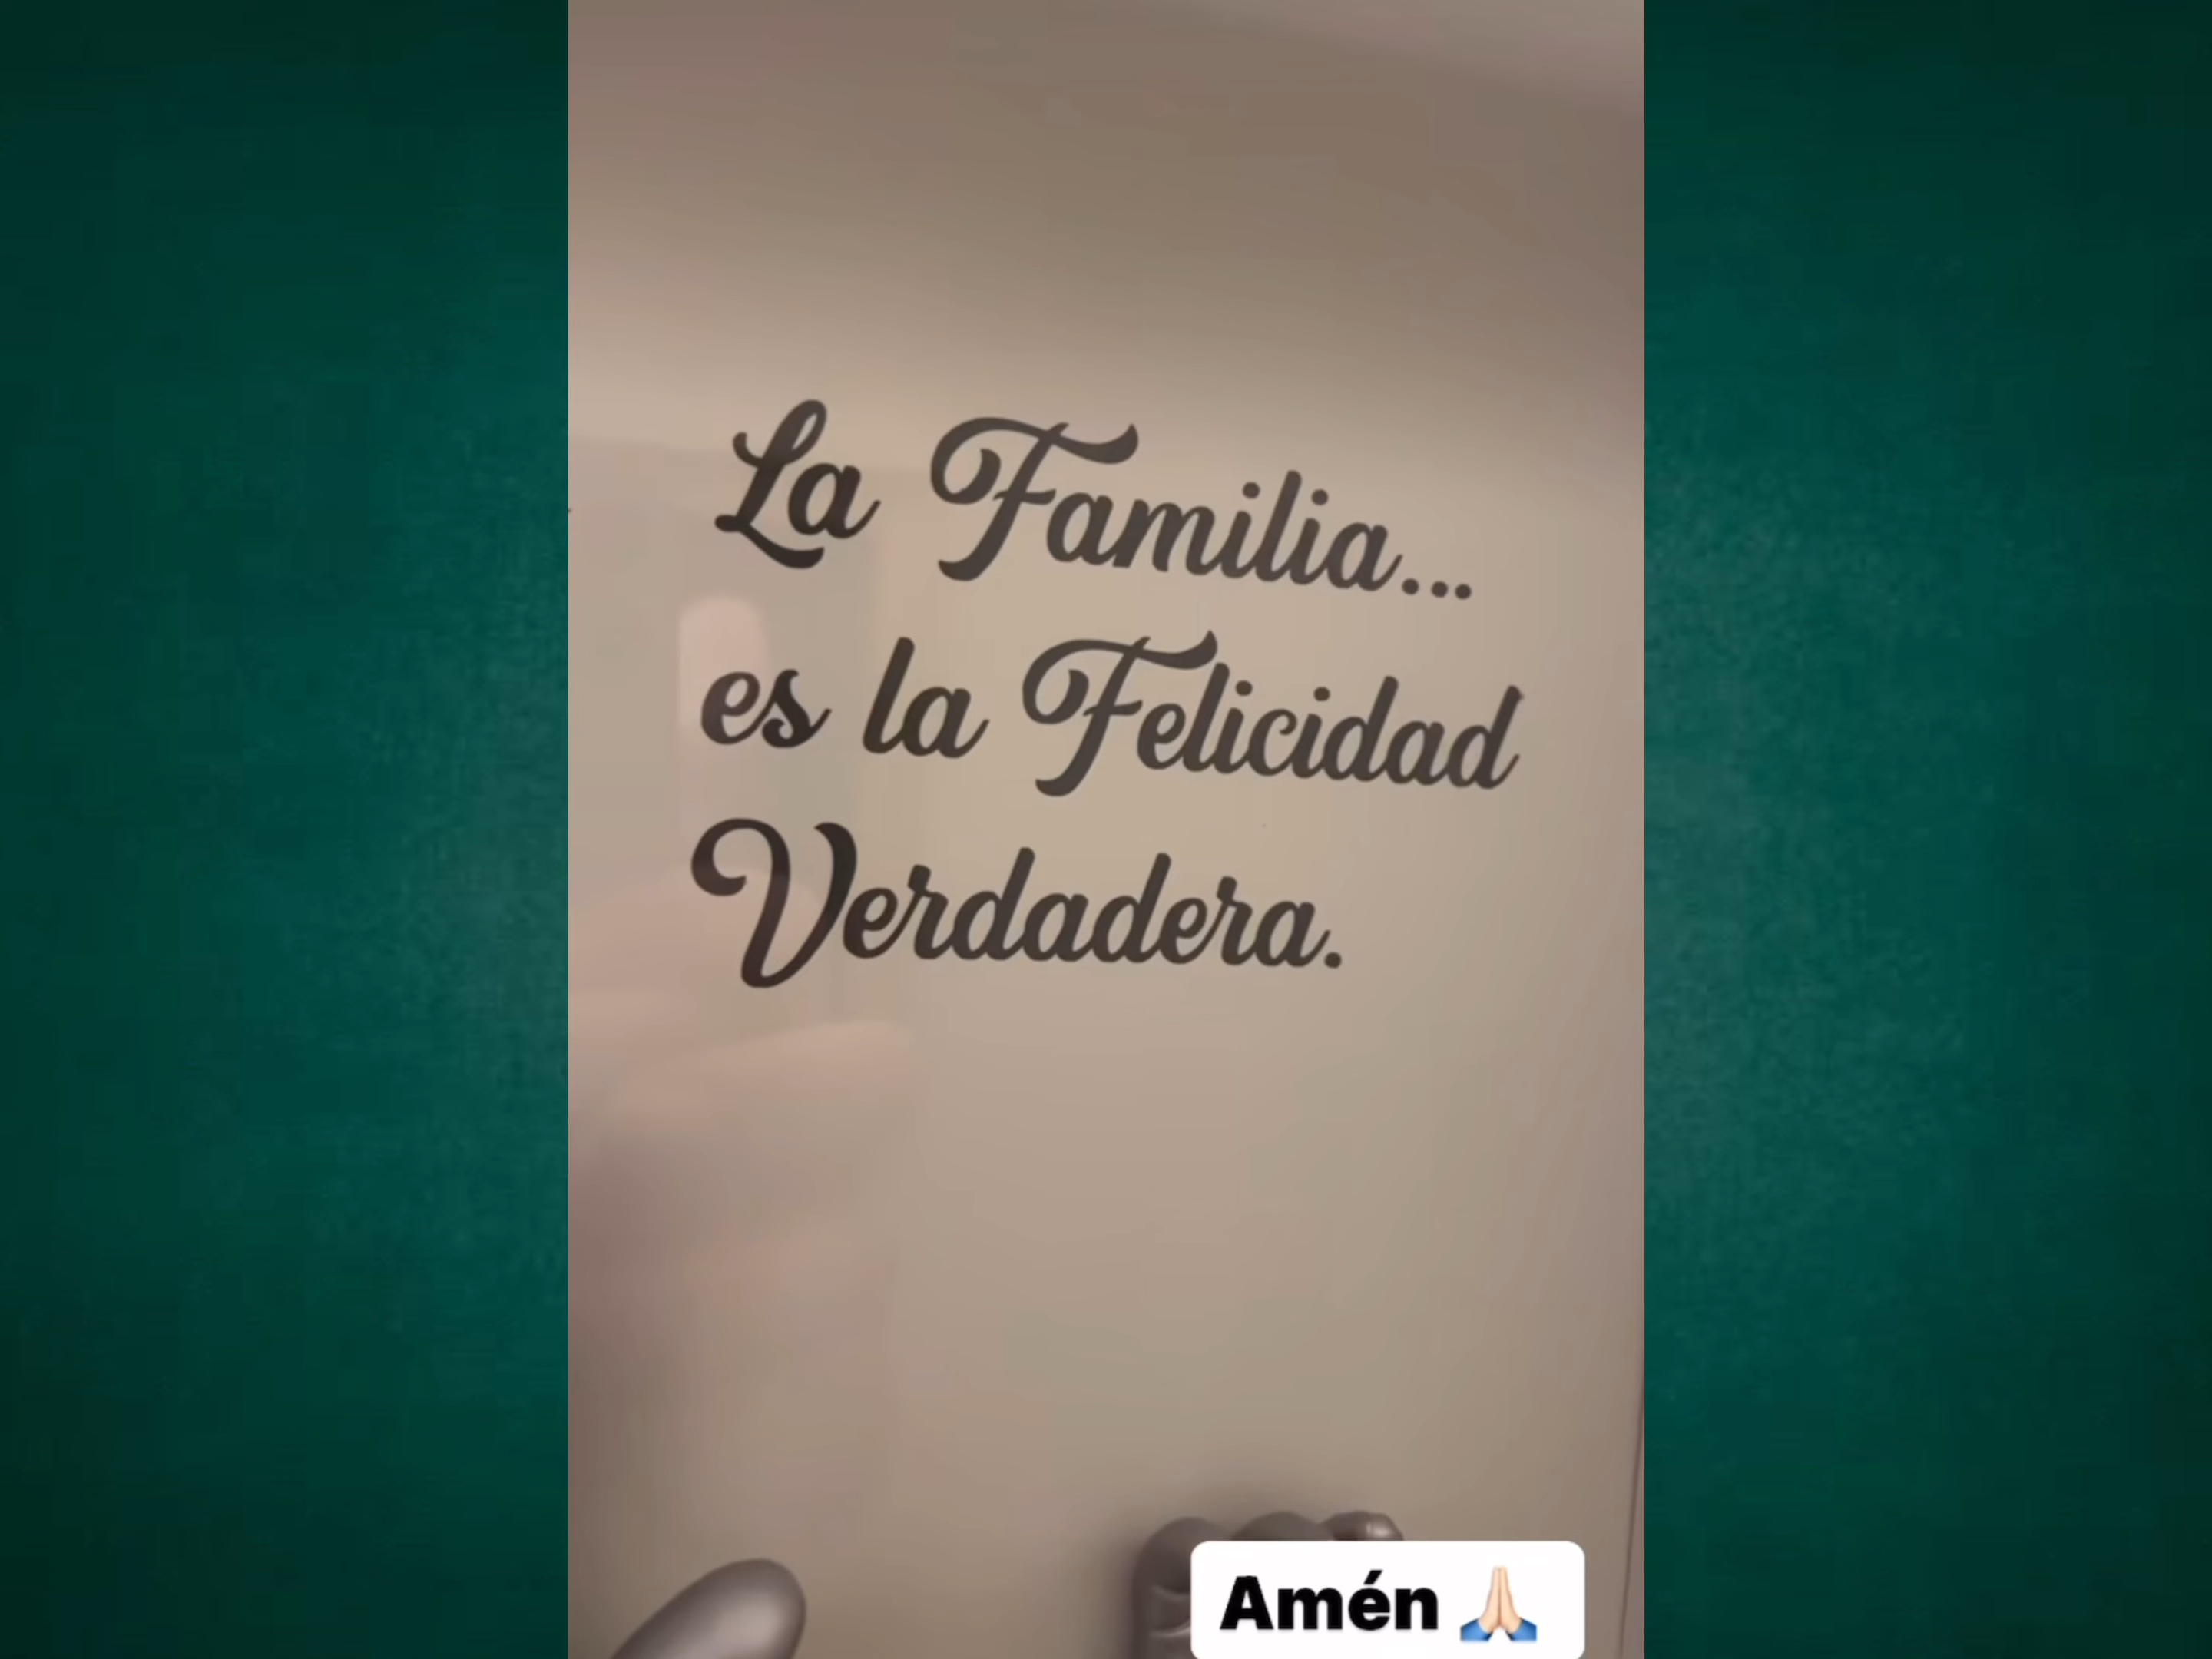 La Familia...
es la Felicidad
Verdadera.
Amén 🙏🏻